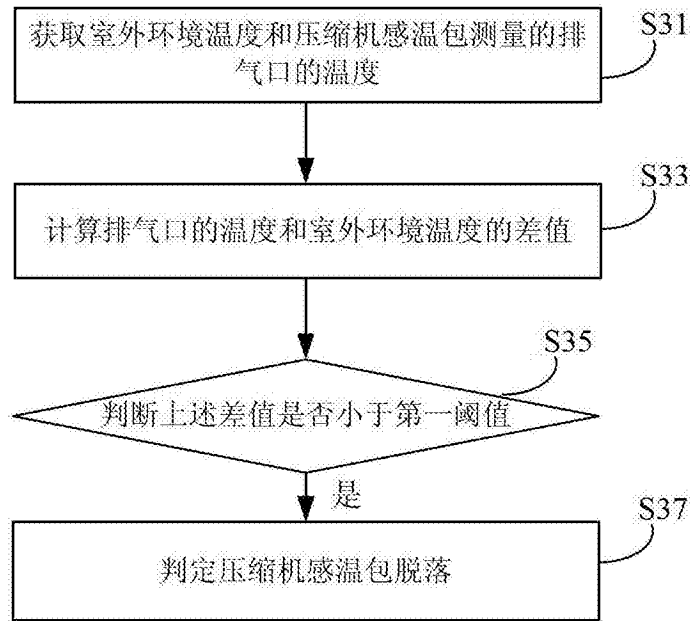 获取室外环境温度和压缩机感温包测量的排
气口的温度
S31
计算排气口的温度和室外环境温度的差值
S33
判断上述差值是否小于第一阈值
S35
是
判定压缩机感温包脱落
S37